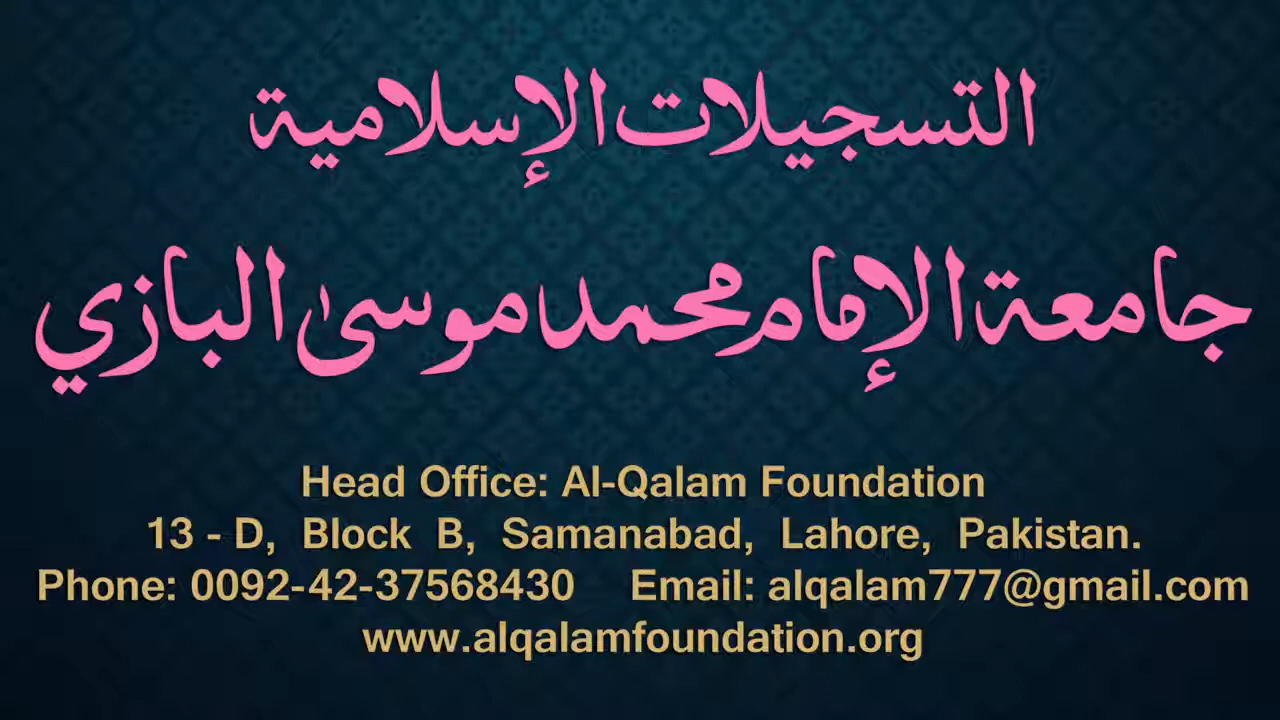 التسجيلات الإسلامية
جامعة الإمام محمد موسىٰ البازي
Head Office: Al-Qalam Foundation
13 - D, Block B, Samanabad, Lahore, Pakistan.
Phone: 0092-42-37568430 Email: alqalam777@gmail.com
www.alqalamfoundation.org